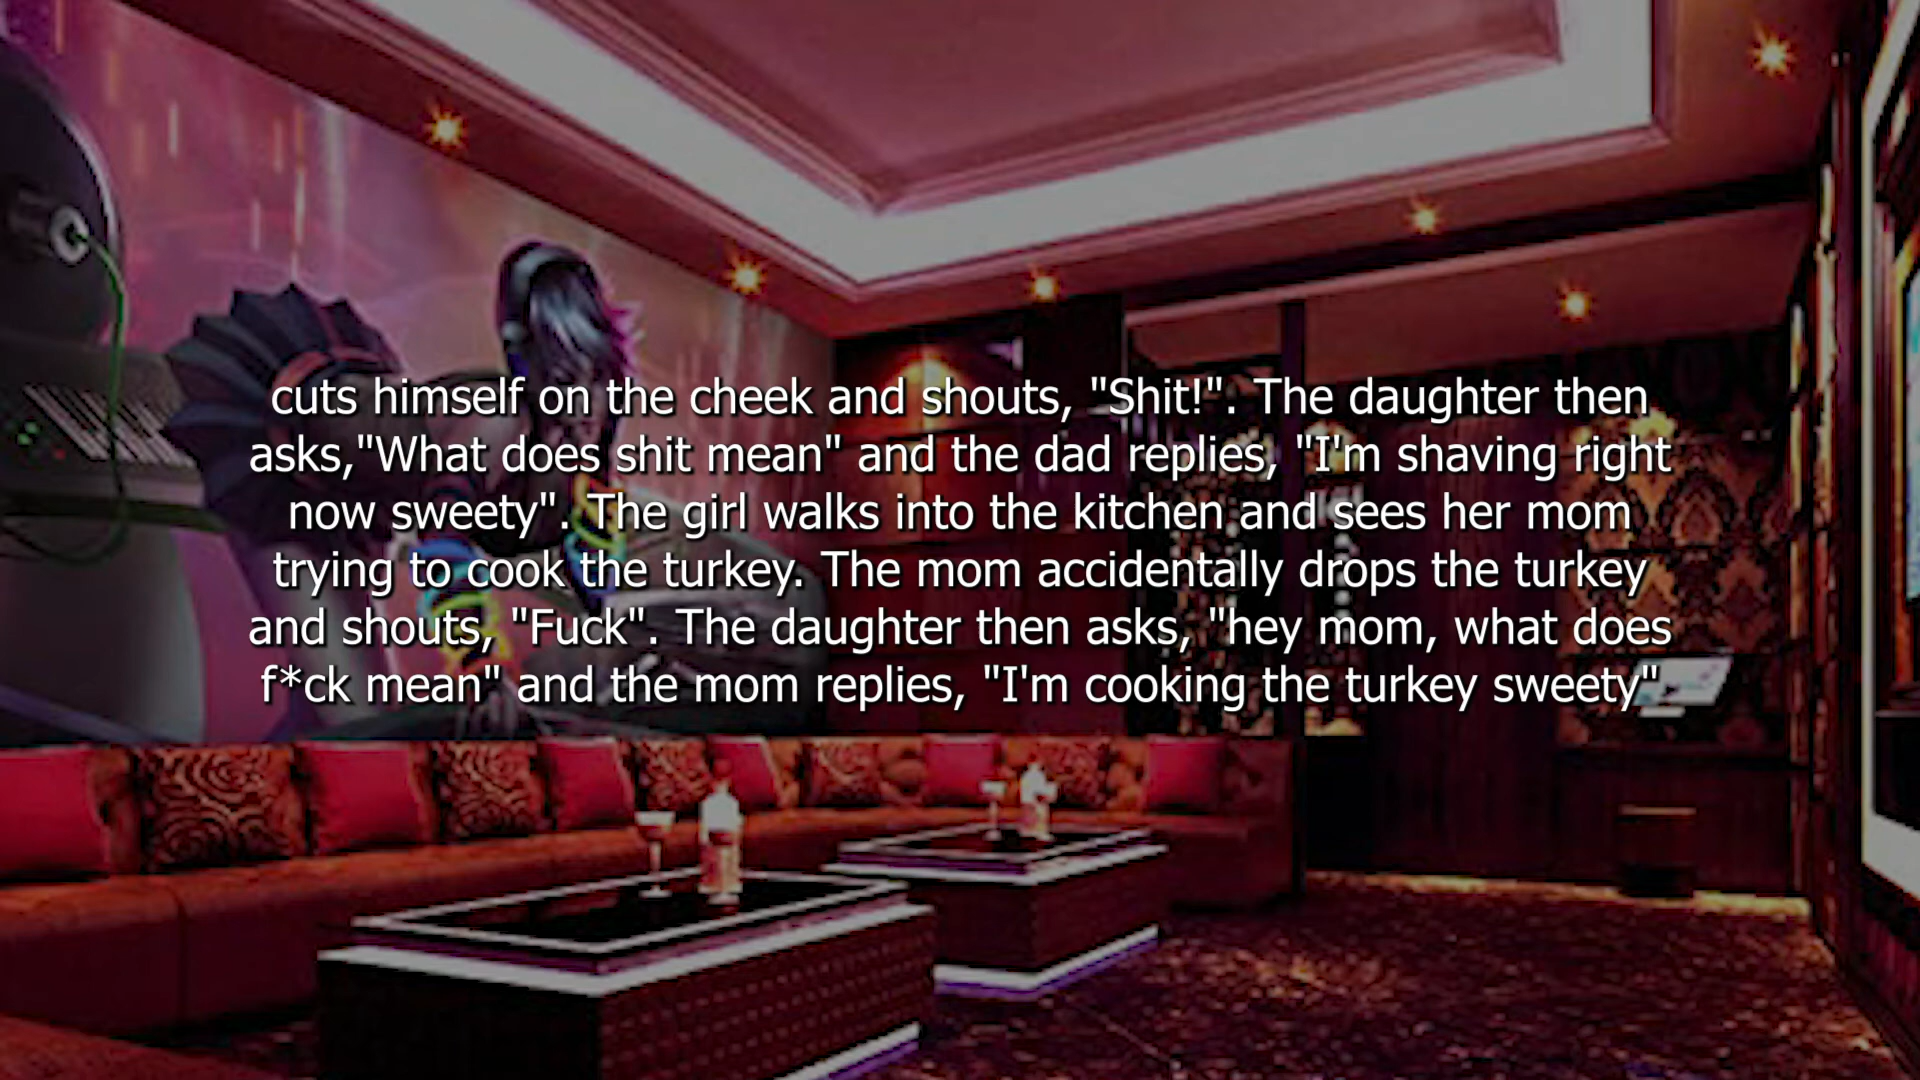 cuts himself on the cheek and shouts, "Shit!". The daughter then
asks,"What does shit mean" and the dad replies, "I'm shaving right
now sweety". The girl walks into the kitchen and sees her mom
trying to cook the turkey. The mom accidentally drops the turkey
and shouts, "Fuck". The daughter then asks, "hey mom, what does
f*ck mean" and the mom replies, "I'm cooking the turkey sweety"